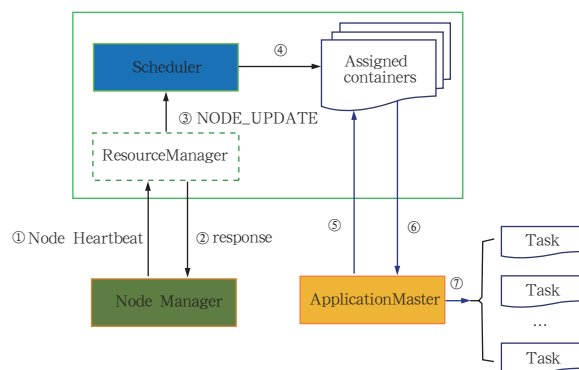 ④
Scheduler
Assigned
containers
③ NODE_UPDATE
ResourceManager
① Node Heartbeat
② response
⑤
⑥
Node Manager
ApplicationMaster
⑦
Task
Task
...
Task